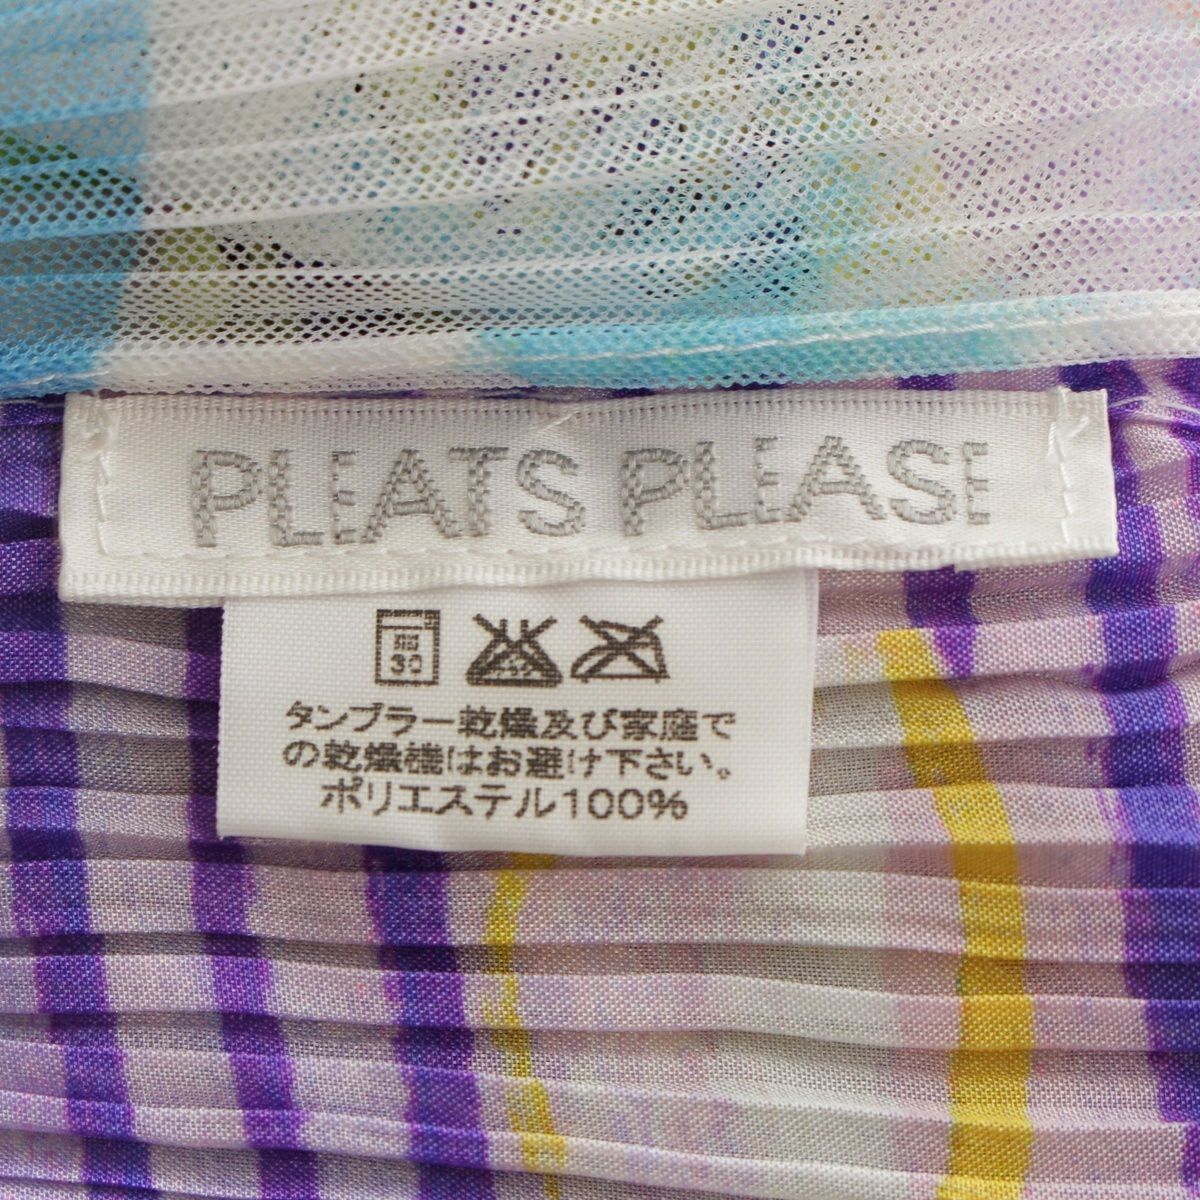 PLEATS PLEASE
弱
30
タンブラー乾燥及び家庭で
の乾燥機はお避け下さい。
ポリエステル100%